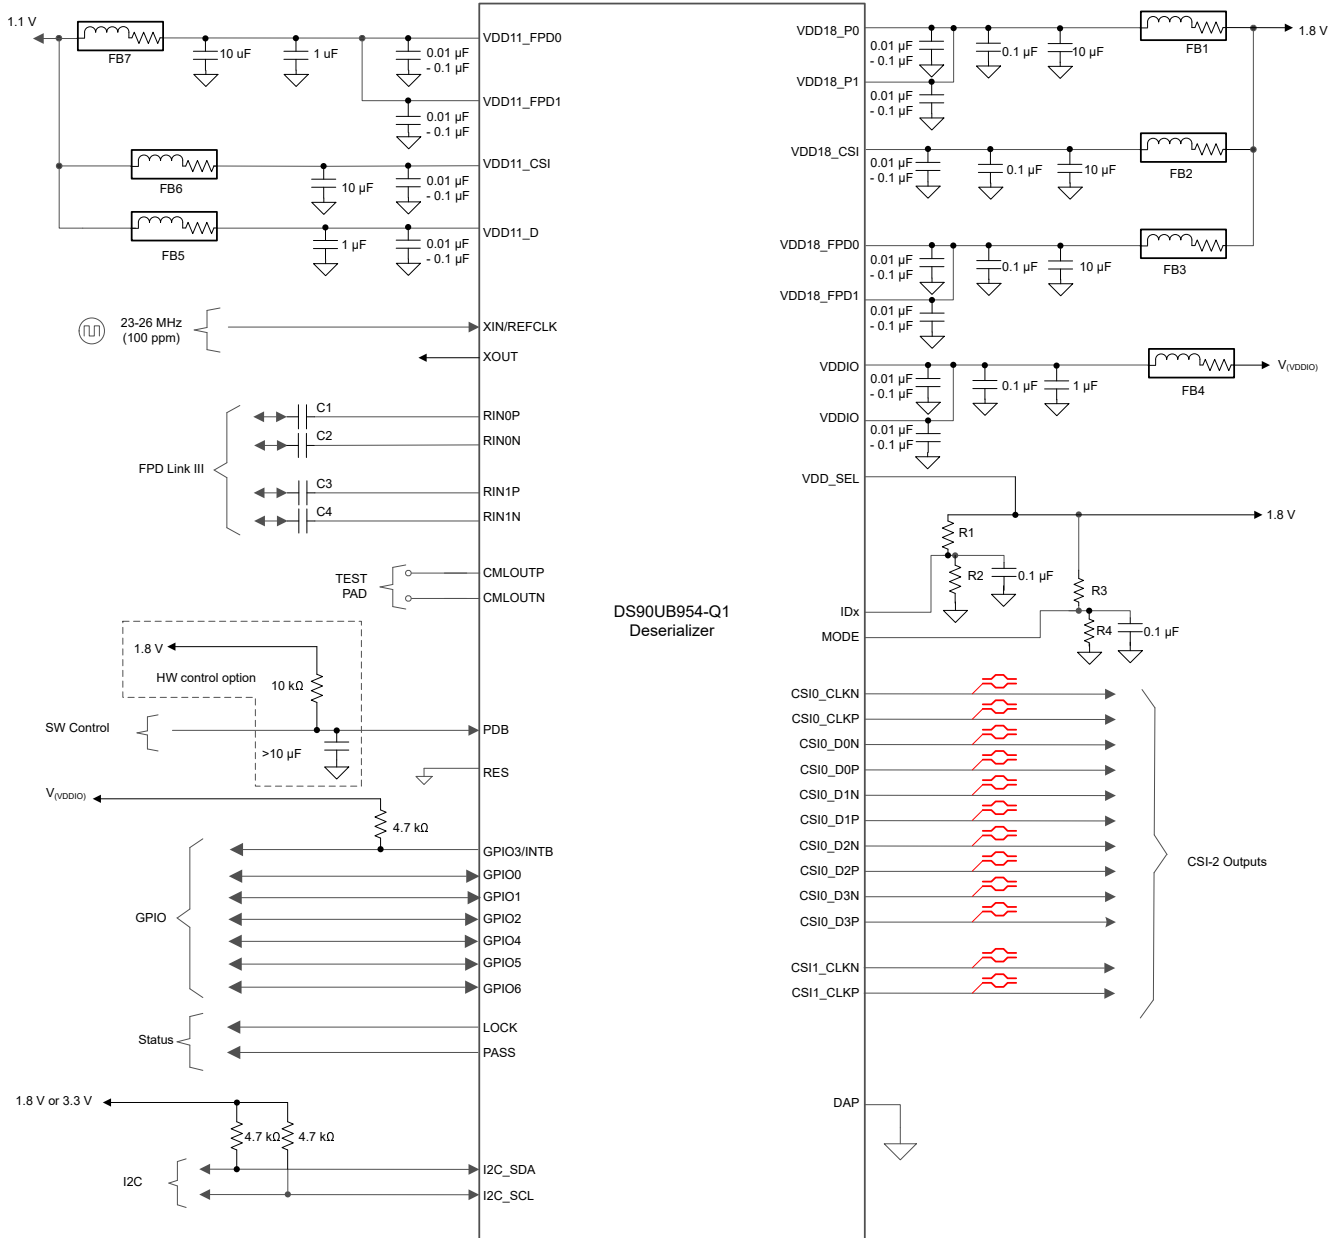 1.1 V
FB7
10 uF
1 uF
0.01 µF
- 0.1 µF
VDD11_FPD0
0.01 µF
- 0.1 µF
VDD11_FPD1
FB6
10 µF
0.01 µF
- 0.1 µF
VDD11_CSI
FB5
1 µF
0.01 µF
- 0.1 µF
VDD11_D
23-26 MHz
(100 ppm)
XIN/REFCLK
XOUT
FPD Link III
C1
RIN0P
C2
RIN0N
C3
RIN1P
C4
RIN1N
TEST
PAD
CMLOUTP
CMLOUTN
1.8 V
HW control option
10 kΩ
SW Control
>10 µF
PDB
RES
V(VDDIO)
4.7 kΩ
GPIO
GPIO3/INTB
GPIO0
GPIO1
GPIO2
GPIO4
GPIO5
GPIO6
Status
LOCK
PASS
1.8 V or 3.3 V
4.7 kΩ
4.7 kΩ
I2C
I2C_SDA
I2C_SCL
DS90UB954-Q1
Deserializer
VDD18_P0
0.01 µF
- 0.1 µF
0.1 µF
10 µF
FB1
1.8 V
VDD18_P1
0.01 µF
- 0.1 µF
VDD18_CSI
0.01 µF
- 0.1 µF
0.1 µF
10 µF
FB2
VDD18_FPD0
0.01 µF
- 0.1 µF
0.1 µF
10 µF
FB3
VDD18_FPD1
0.01 µF
- 0.1 µF
VDDIO
0.01 µF
- 0.1 µF
0.1 µF
1 µF
FB4
V(VDDIO)
VDDIO
0.01 µF
- 0.1 µF
VDD_SEL
1.8 V
R1
R2
0.1 µF
IDx
R3
R4
0.1 µF
MODE
CSI0_CLKN
CSI0_CLKP
CSI0_D0N
CSI0_D0P
CSI0_D1N
CSI0_D1P
CSI0_D2N
CSI0_D2P
CSI0_D3N
CSI0_D3P
CSI1_CLKN
CSI1_CLKP
CSI-2 Outputs
DAP